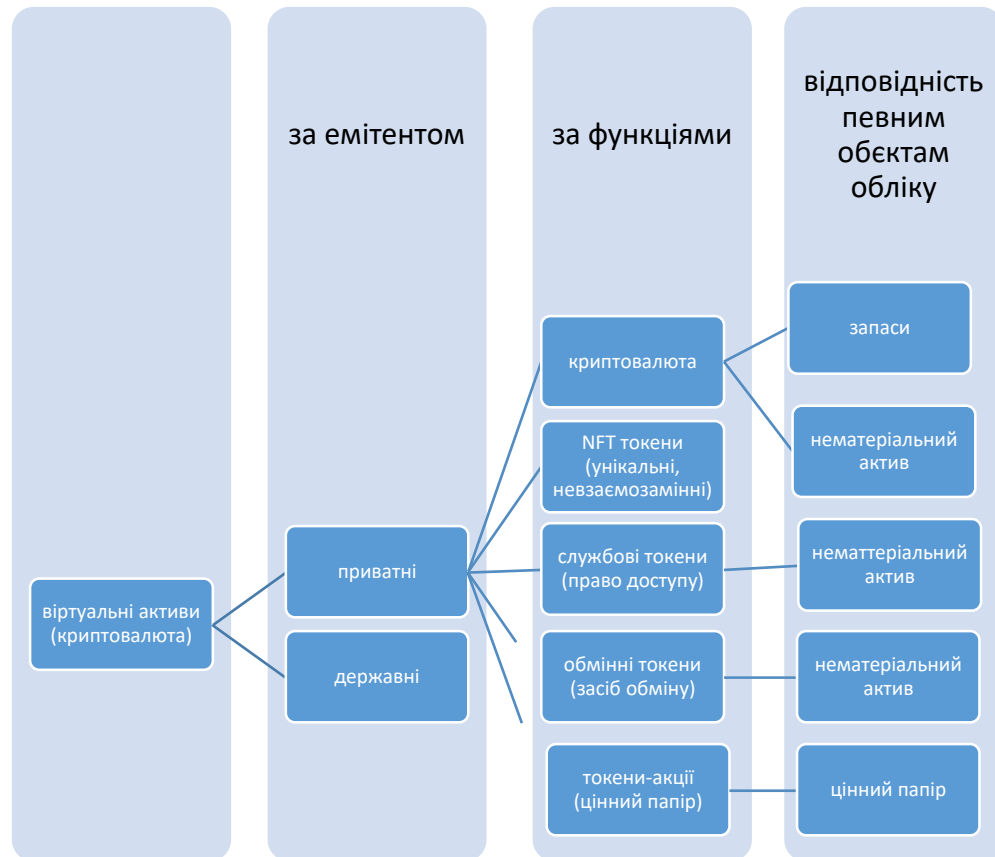 за емітентом
за функціями
відповідність
певним
обєктам
обліку
віртуальні активи
(криптовалюта)
приватні
державні
криптовалюта
NFT токени
(унікальні,
невзаємозамінні)
службові токени
(право доступу)
обмінні токени
(засіб обміну)
токени-акції
(цінний папір)
запаси
нематеріальний
актив
нематтеріальний
актив
нематеріальний
актив
цінний папір